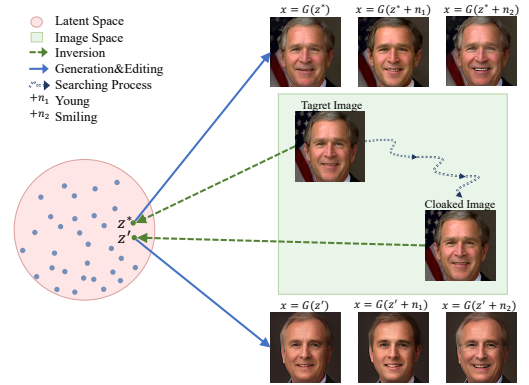 Latent Space
Image Space
Inversion
Generation&Editing
Searching Process
+n₁ Young
+n₂ Smiling
x = G(z*) x = G(z* + n₁) x = G(z* + n₂)
Tagret Image
Cloaked Image
z*
z′
x = G(z′) x = G(z′ + n₁) x = G(z′ + n₂)